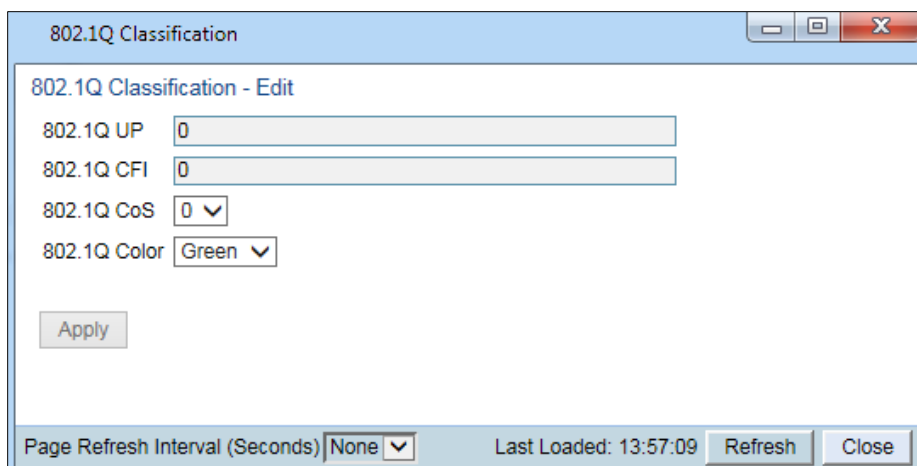 802.1Q Classification
802.1Q Classification - Edit
802.1Q UP 0
802.1Q CFI 0
802.1Q CoS 0
802.1Q Color Green
Apply
Page Refresh Interval (Seconds) None Last Loaded: 13:57:09 Refresh Close